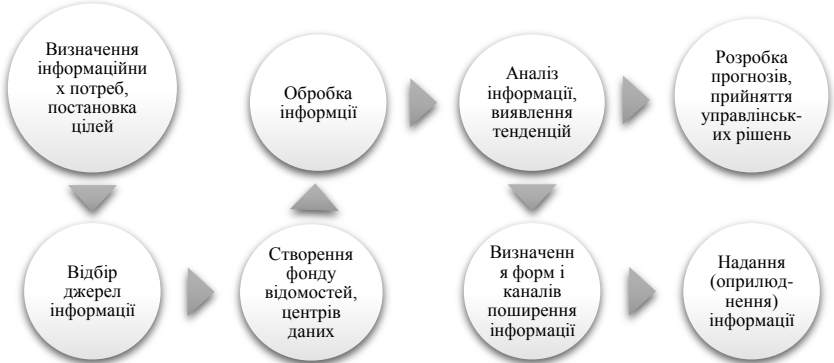 Визначення
інформаційни
х потреб,
постановка
цілей
Відбір
джерел
інформації
Створення
фонду
відомостей,
центрів
даних
Обробка
інформції
Аналіз
інформації,
виявлення
тенденцій
Розробка
прогнозів,
прийняття
управлінськ-
их рішень
Визначенн
я форм і
каналів
поширення
інформації
Надання
(оприлюд-
нення)
інформації